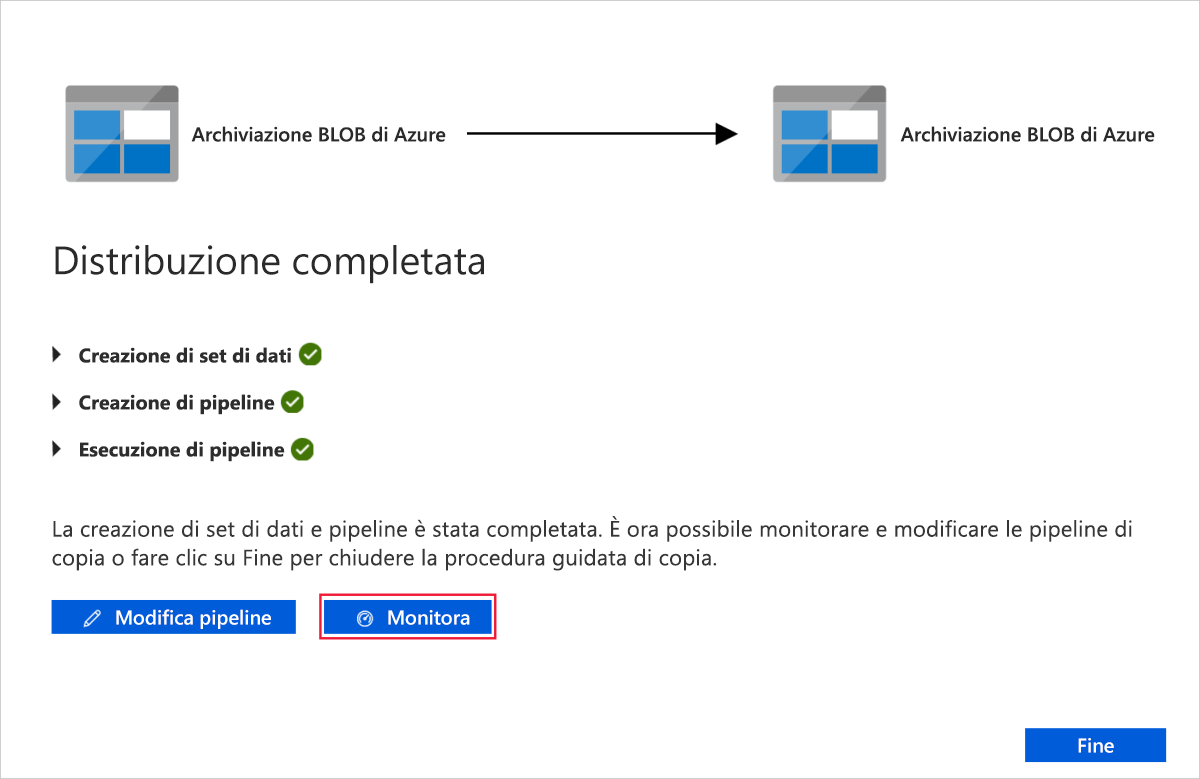 Archiviazione BLOB di Azure
Archiviazione BLOB di Azure
Distribuzione completata
Creazione di set di dati
Creazione di pipeline
Esecuzione di pipeline
La creazione di set di dati e pipeline è stata completata. È ora possibile monitorare e modificare le pipeline di
copia o fare clic su Fine per chiudere la procedura guidata di copia.
Modifica pipeline
Monitora
Fine